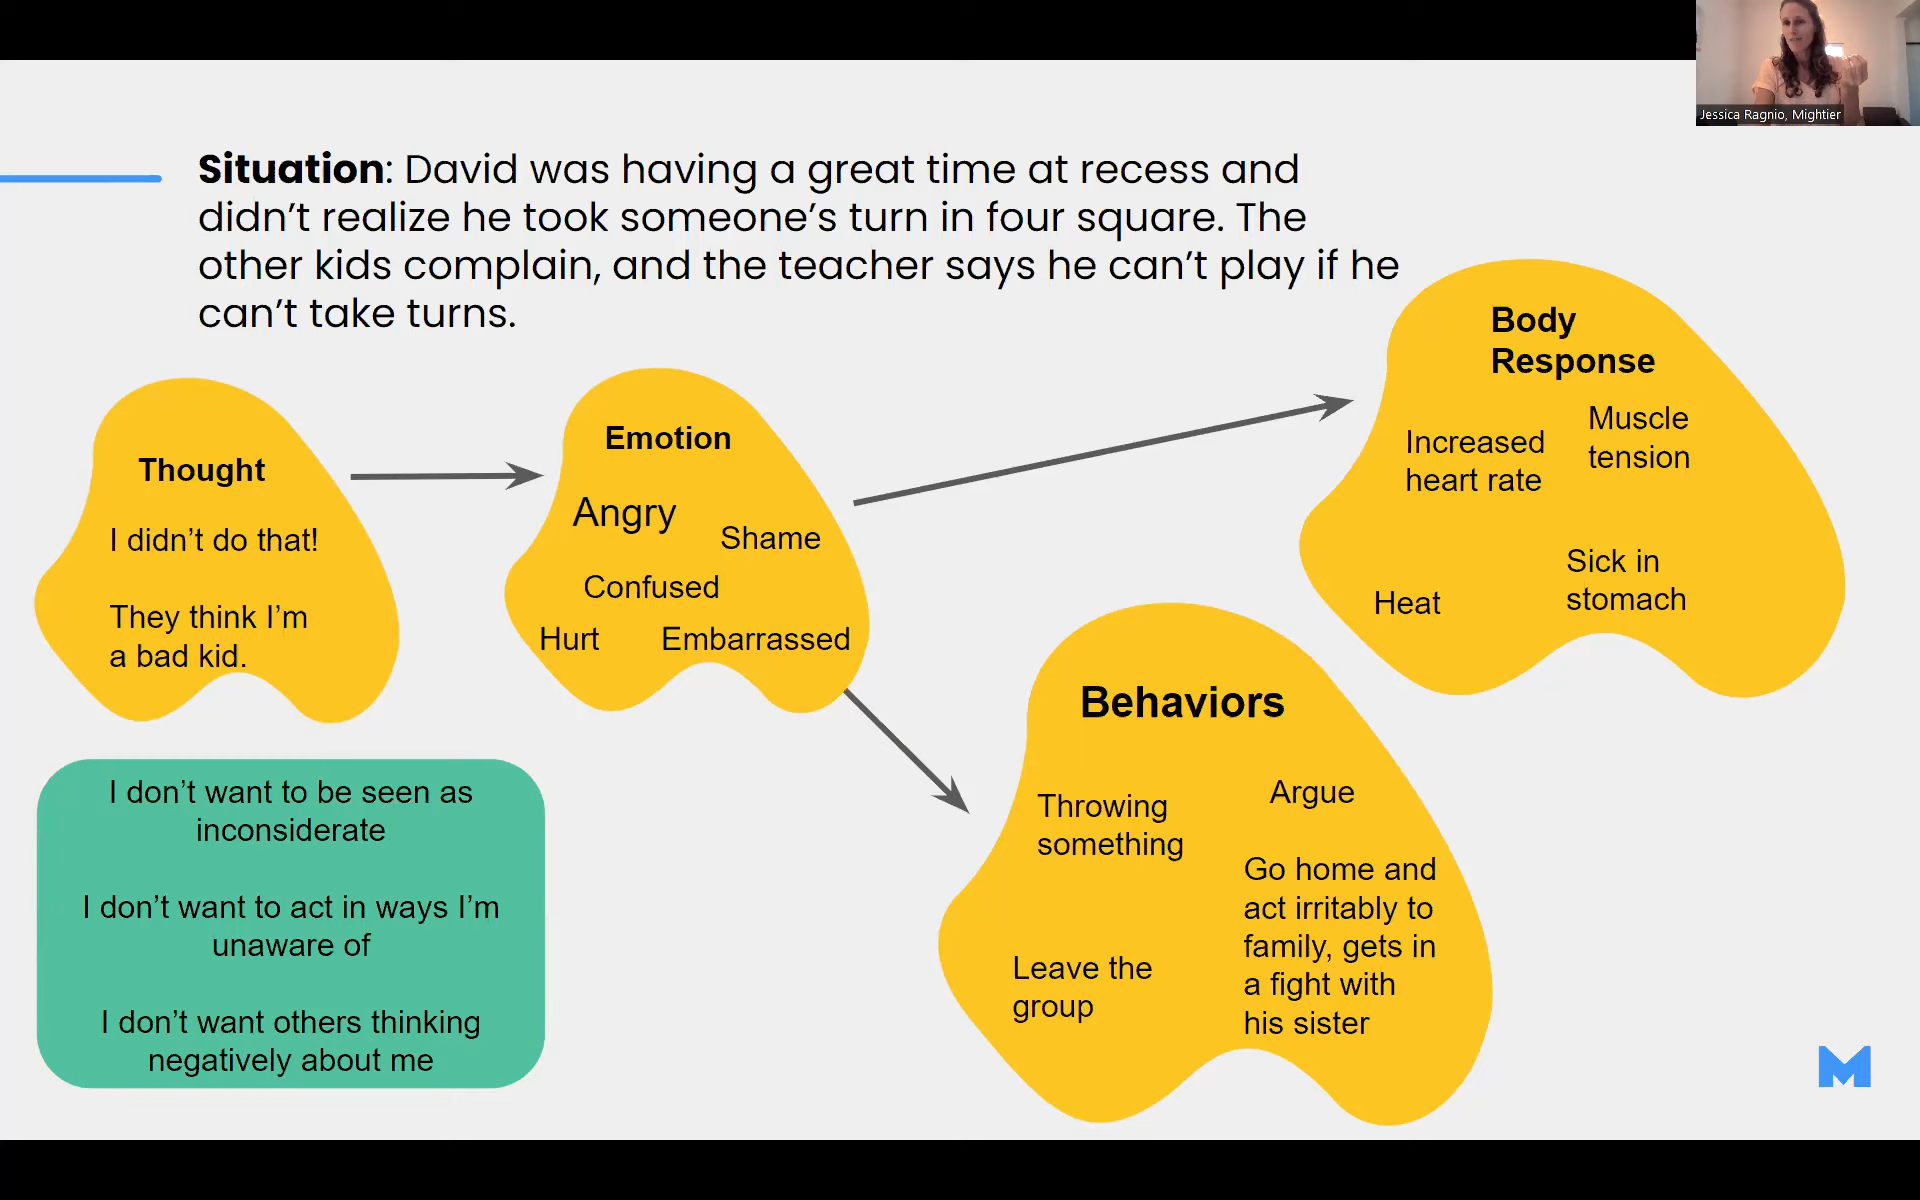 Jessica Ragnio, Mightier
Situation: David was having a great time at recess and
didn’t realize he took someone’s turn in four square. The
other kids complain, and the teacher says he can’t play if he
can’t take turns.
Thought
I didn’t do that!
They think I’m
a bad kid.
Emotion
Angry
Shame
Confused
Hurt
Embarrassed
Body
Response
Increased
heart rate
Muscle
tension
Heat
Sick in
stomach
Behaviors
Throwing
something
Argue
Leave the
group
Go home and
act irritably to
family, gets in
a fight with
his sister
I don’t want to be seen as
inconsiderate
I don’t want to act in ways I’m
unaware of
I don’t want others thinking
negatively about me
M